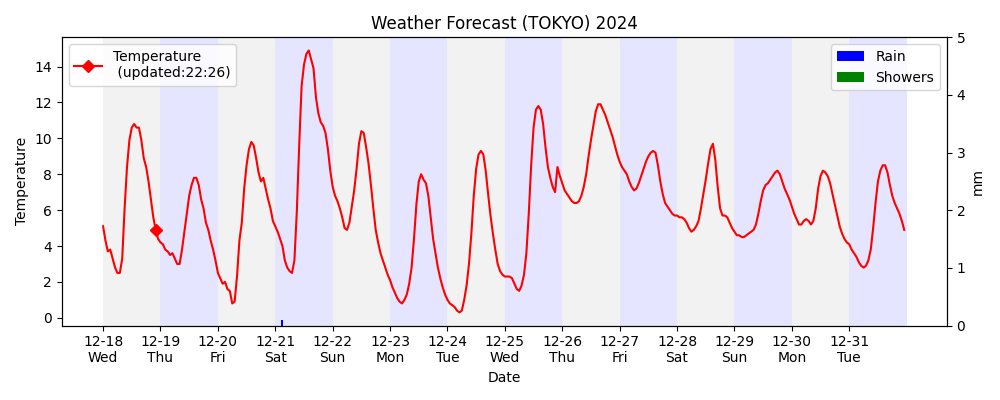 Weather Forecast (TOKYO) 2024
Temperature
(updated:22:26)
Rain
Showers
Temperature
14
12
10
8
6
4
2
0
5
4
3
2
1
0
mm
12-18 12-19 12-20 12-21 12-22 12-23 12-24 12-25 12-26 12-27 12-28 12-29 12-30 12-31
Wed Thu Fri Sat Sun Mon Tue Wed Thu Fri Sat Sun Mon Tue
Date